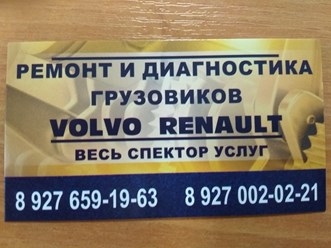 РЕМОНТ И ДИАГНОСТИКА
ГРУЗОВИКОВ
VOLVO RENAULT
ВЕСЬ СПЕКТОР УСЛУГ
8 927 659-19-63 8 927 002-02-21